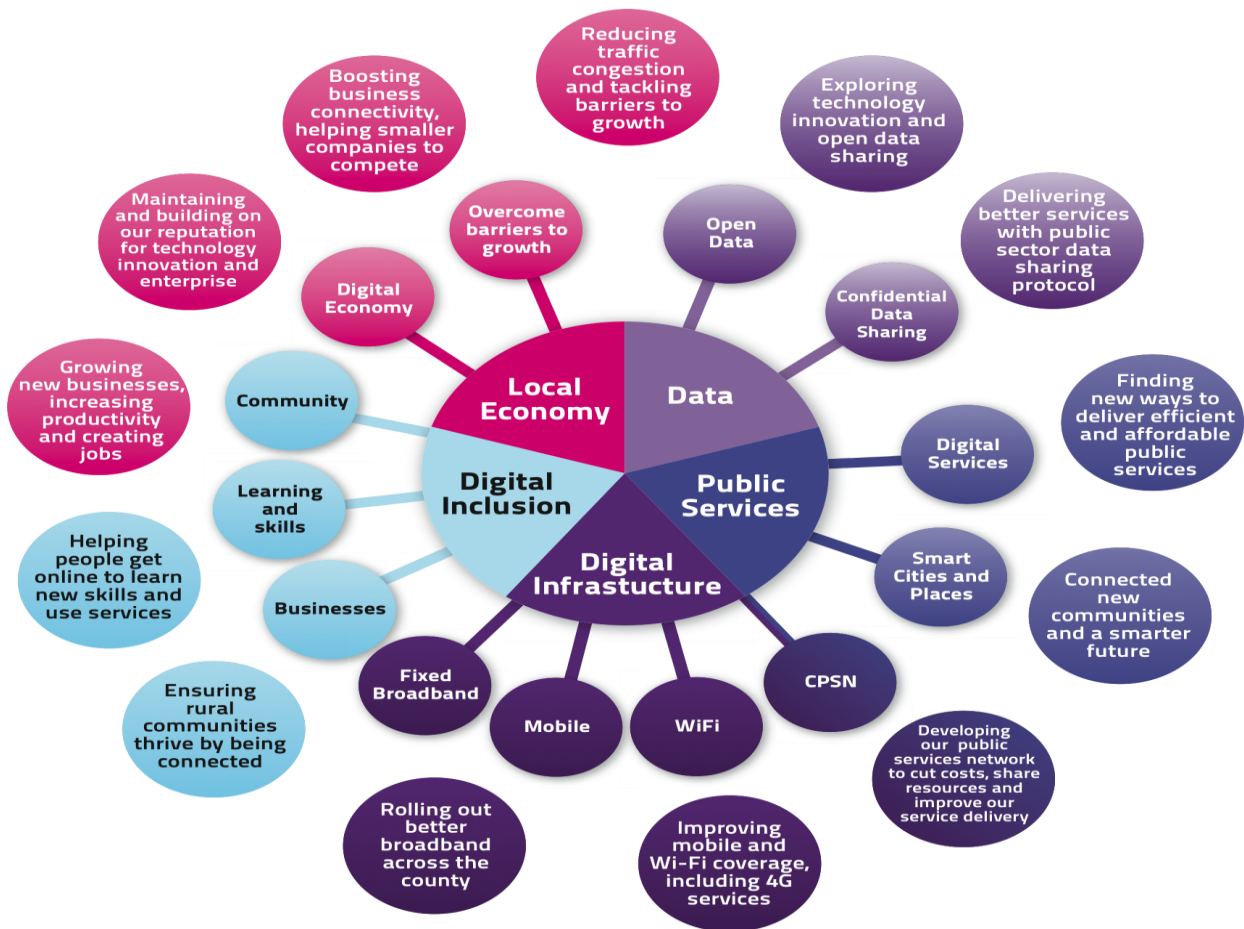 Reducing
traffic
congestion
and tackling
barriers to
growth
Boosting
business
connectivity,
helping smaller
companies to
compete
Exploring
technology
innovation and
open data
sharing
Maintaining
and building on
our reputation
for technology
innovation and
enterprise
Overcome
barriers to
growth
Open
Data
Delivering
better services
with public
sector data
sharing
protocol
Digital
Economy
Confidential
Data
Sharing
Growing
new businesses,
increasing
productivity
and creating
jobs
Community
Local
Economy
Data
Finding
new ways to
deliver efficient
and affordable
public
services
Digital
Services
Learning
and
skills
Digital
Inclusion
Public
Services
Helping
people get
online to learn
new skills and
use services
Businesses
Digital
Infrastucture
Smart
Cities and
Places
Connected
new
communities
and a smarter
future
Fixed
Broadband
Mobile
WiFi
CPSN
Ensuring
rural
communities
thrive by being
connected
Developing
our public
services network
to cut costs, share
resources and
improve our
service delivery
Rolling out
better
broadband
across the
county
Improving
mobile and
Wi-Fi coverage,
including 4G
services